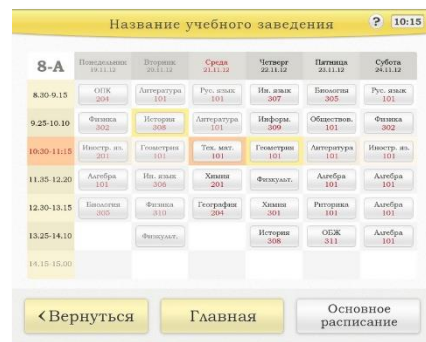 Название учебного заведения ? 10:15
8-А Понедельник Вторник Среда Четверг Пятница Суббота
19.11.12 20.11.12 21.11.12 22.11.12 23.11.12 24.11.12
8.30-9.15 ОПК Литература Рус. язык Ин. язык Биология Рус. язык
204 101 101 307 305 101
9.25-10.10 Физика История Литература Информ. Обществов. Физика
302 308 101 309 101 302
10:30-11:15 Иностр. яз. Геометрия Тех. мат. Геометрия Литература Иностр. яз.
201 101 101 101 101 101
11.35-12.20 Алгебра Ин. язык Химия Физкульт. Алгебра Алгебра
101 306 201 101 101
12.30-13.15 Биология Физика География Химия Риторика Алгебра
305 310 204 301 101 101
13.25-14.10 Физкульт. История ОБЖ Алгебра
308 311 101
14.15-15.00
Вернуться Главная Основное
расписание